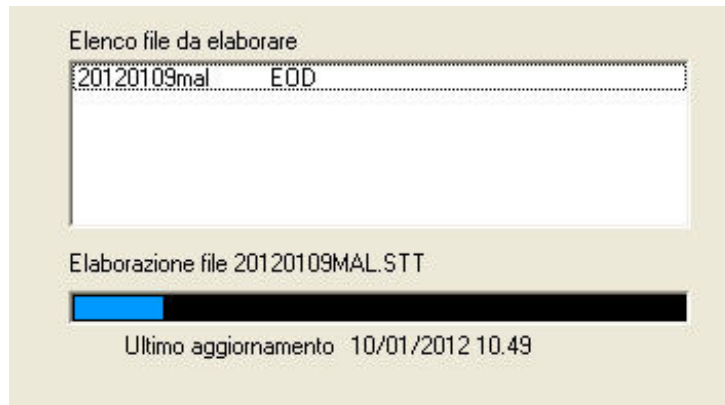 Elenco file da elaborare
20120109mal EOD
Elaborazione file 20120109MAL.STT
Ultimo aggiornamento 10/01/2012 10.49